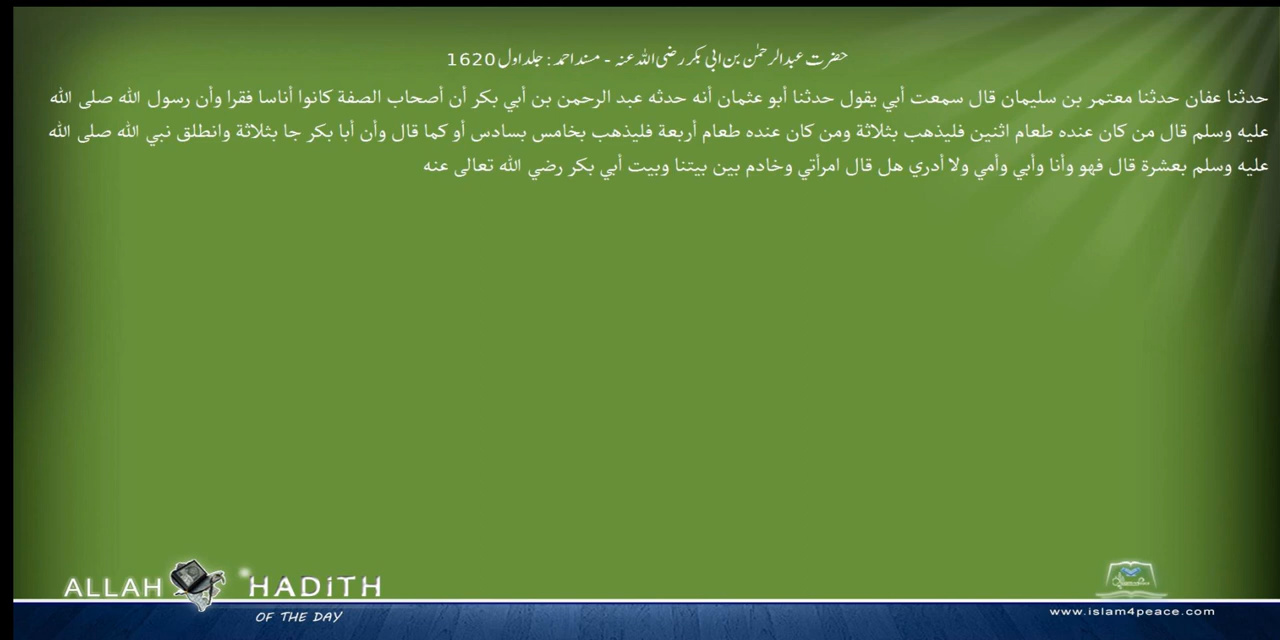 حضرت عبدالرحمٰن بن ابی بکر رضی اللہ عنہ - مسند احمد : جلد اول 1620
حدثنا عفان حدثنا معتمر بن سليمان قال سمعت أبي يقول حدثنا أبو عثمان أنه حدثه عبد الرحمن بن أبي بكر أن أصحاب الصفة كانوا أناسا فقرا وأن رسول الله صلى الله
عليه وسلم قال من كان عنده طعام اثنين فليذهب بثلاثة ومن كان عنده طعام أربعة فليذهب بخامس بسادس أو كما قال وأن أبا بكر جا بثلاثة وانطلق نبي الله صلى الله
عليه وسلم بعشرة قال فهو وأنا وأبي وأمي ولا أدري هل قال امرأتي وخادم بين بيتنا وبيت أبي بكر رضي الله تعالى عنه
ALLAH HADiTH
OF THE DAY
www.islam4peace.com